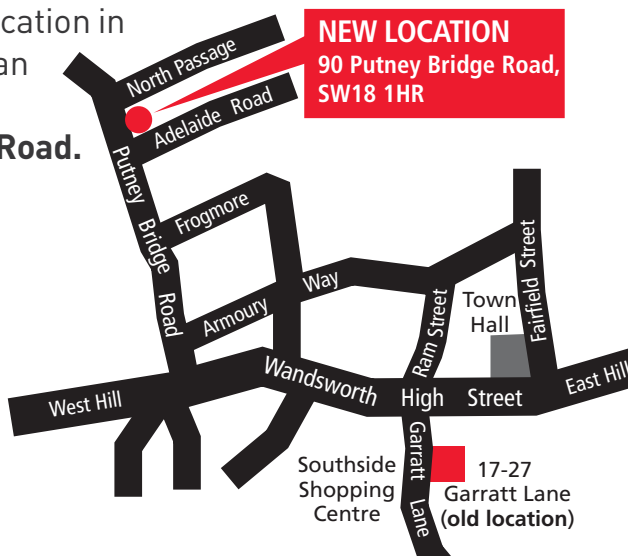 cation in
an
Road.
NEW LOCATION
90 Putney Bridge Road,
SW18 1HR
North Passage
Adelaide Road
Putney Bridge Road
Frogmore
Armoury Way
Ram Street
Town
Hall
Fairfield Street
West Hill
Wandsworth High Street
East Hill
Garratt Lane
Southside
Shopping
Centre
17-27
Garratt Lane
(old location)